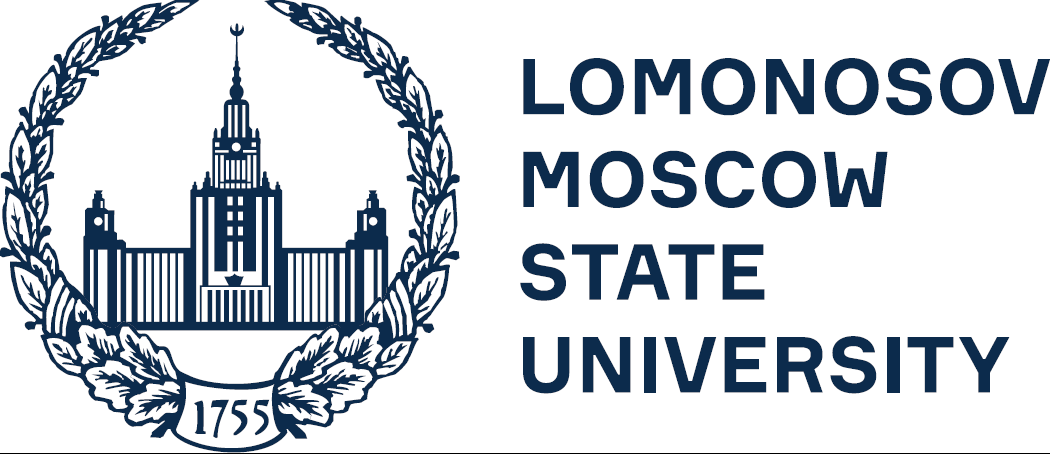 LOMONOSOV
MOSCOW
STATE
UNIVERSITY
1755